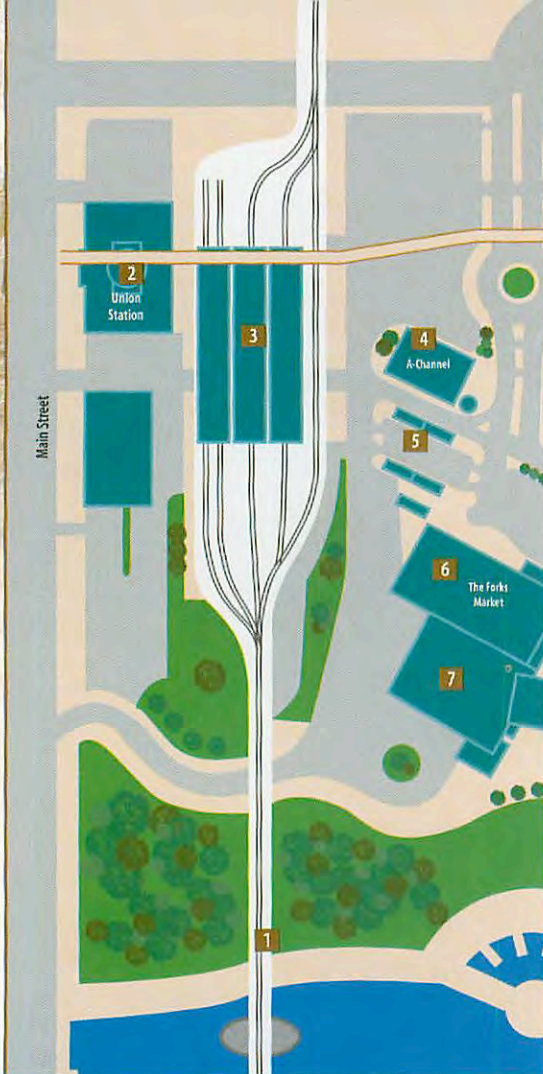 2
Union
Station
3
4
A-Channel
5
Main Street
6
The Forks
Market
7
1